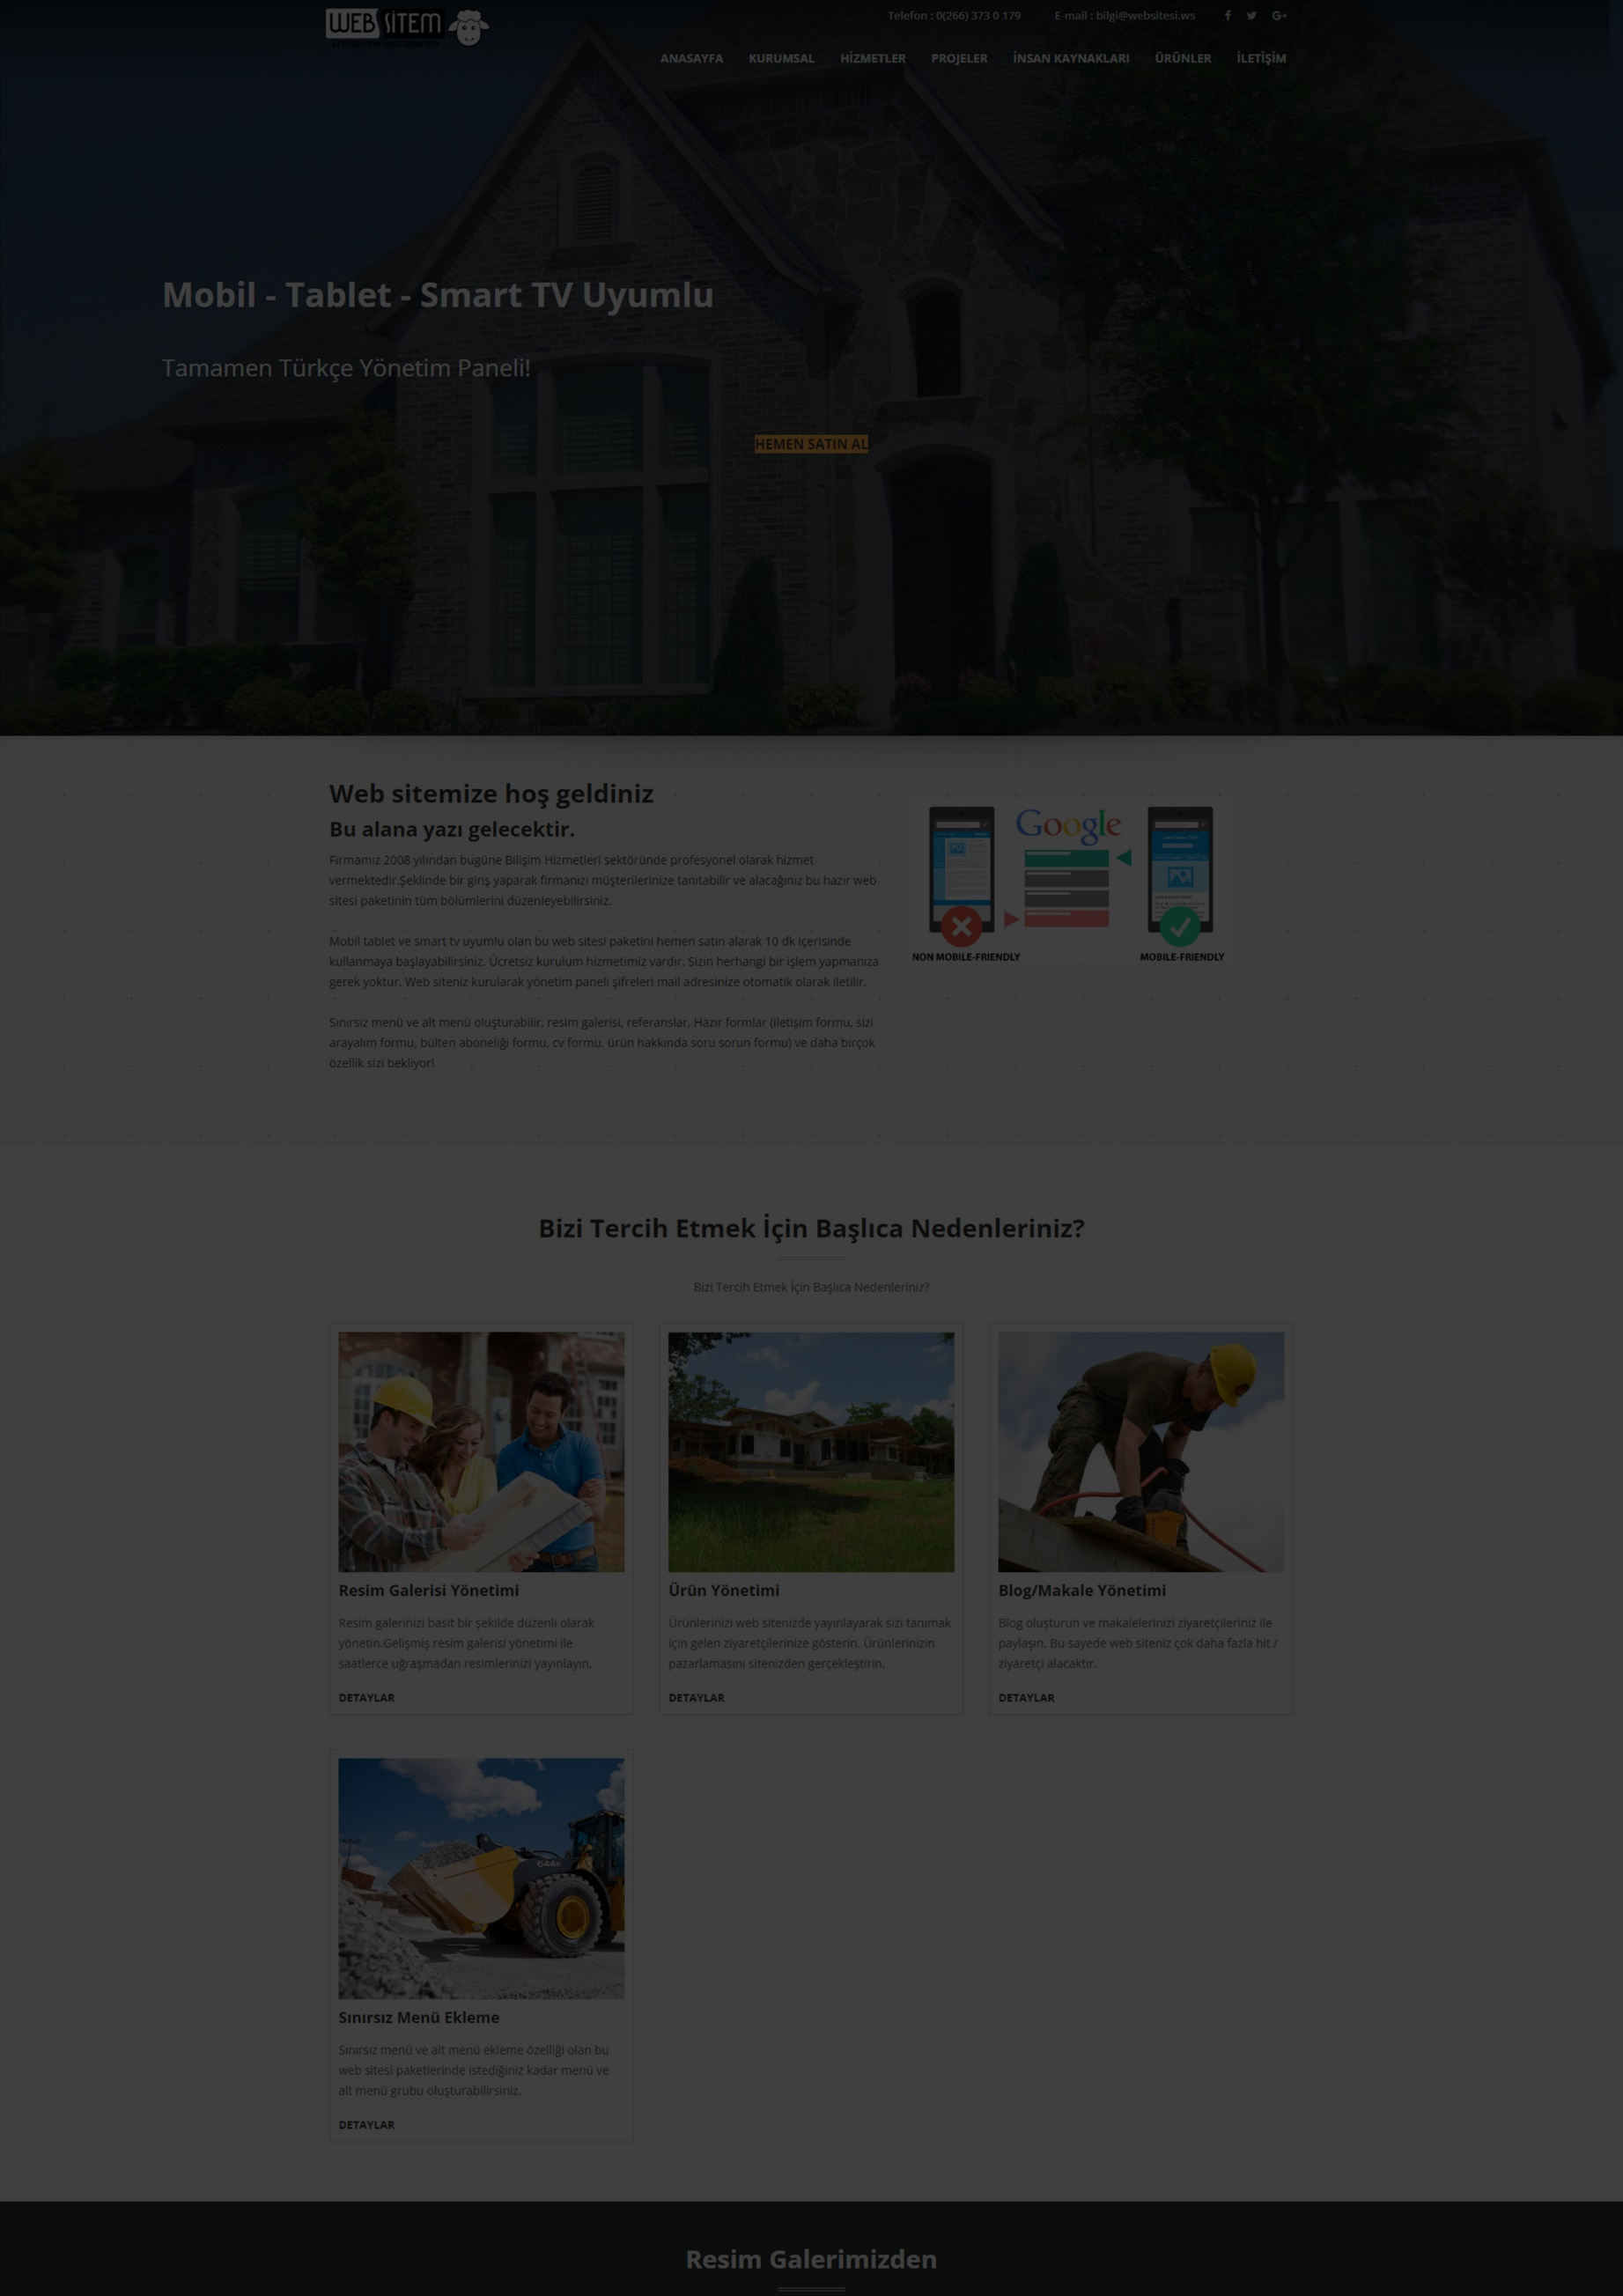 WEB SİTEM
Telefon : 0(266) 373 0 179 E-mail : bilgi@websitesi.ws
ANASAYFA KURUMSAL HİZMETLER PROJELER İNSAN KAYNAKLARI ÜRÜNLER İLETİŞİM
Mobil - Tablet - Smart TV Uyumlu
Tamamen Türkçe Yönetim Paneli!
HEMEN SATIN AL
Web sitemize hoş geldiniz
Bu alana yazı gelecektir.
Firmamız 2008 yılından bugüne Bilişim Hizmetleri sektöründe profesyonel olarak hizmet
vermektedir.Şeklinde bir giriş yaparak firmanızı müşterilerinize tanıtabilir ve alacağınız bu hazır web
sitesi paketinin tüm bölümlerini düzenleyebilirsiniz.
Mobil tablet ve smart tv uyumlu olan bu web sitesi paketini hemen satın alarak 10 dk içerisinde
kullanmaya başlayabilirsiniz. Ücretsiz kurulum hizmetimiz vardır. Sizin herhangi bir işlem yapmanıza
gerek yoktur. Web siteniz kurularak yönetim paneli şifreleri mail adresinize otomatik olarak iletilir.
Sınırsız menü ve alt menü oluşturabilir, resim galerisi, referanslar, Hazır formlar (iletişim formu, sizi
arayalım formu, bülten aboneliği formu, cv formu, ürün hakkında soru sorun formu) ve daha birçok
özellik sizi bekliyor!
Google
NON MOBILE-FRIENDLY MOBILE-FRIENDLY
Bizi Tercih Etmek İçin Başlıca Nedenleriniz?
Bizi Tercih Etmek İçin Başlıca Nedenleriniz?
Resim Galerisi Yönetimi
Resim galerinizi basit bir şekilde düzenli olarak
yönetin.Gelişmiş resim galerisi yönetimi ile
saatlerce uğraşmadan resimlerinizi yayınlayın.
DETAYLAR
Ürün Yönetimi
Ürünlerinizi web sitenizde yayınlayarak sizi tanımak
için gelen ziyaretçilerinize gösterin. Ürünlerinizin
pazarlamasını sitenizden gerçekleştirin.
DETAYLAR
Blog/Makale Yönetimi
Blog oluşturun ve makalelerinizi ziyaretçileriniz ile
paylaşın. Bu sayede web siteniz çok daha fazla hit /
ziyaretçi alacaktır.
DETAYLAR
644K
Sınırsız Menü Ekleme
Sınırsız menü ve alt menü ekleme özelliği olan bu
web sitesi paketlerinde istediğiniz kadar menü ve
alt menü grubu oluşturabilirsiniz.
DETAYLAR
Resim Galerimizden